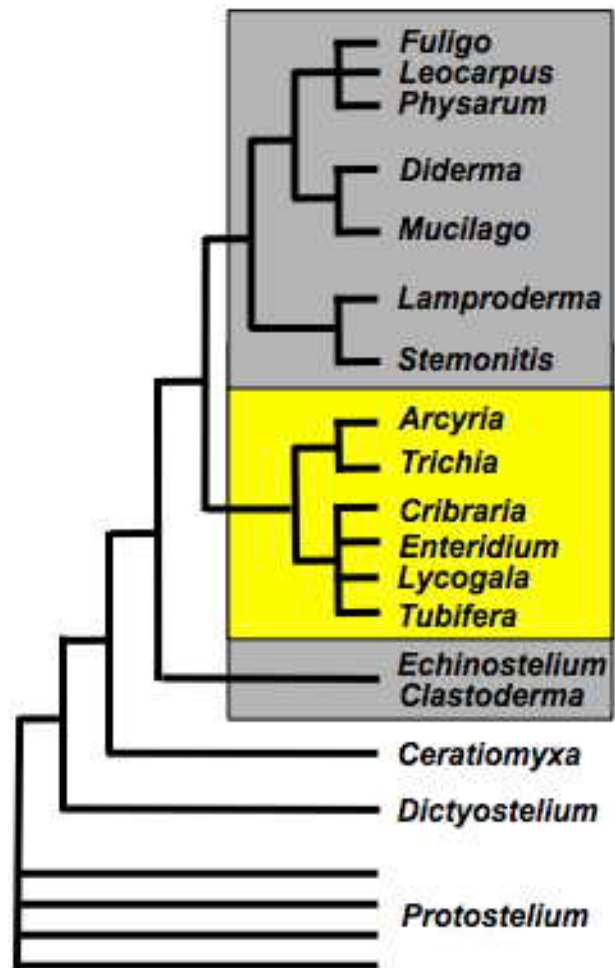 Fuligo
Leocarpus
Physarum
Diderma
Mucilago
Lamproderma
Stemonitis
Arcyria
Trichia
Cribraria
Enteridium
Lycogala
Tubifera
Echinostelium
Clastoderma
Ceratiomyxa
Dictyostelium
Protostelium